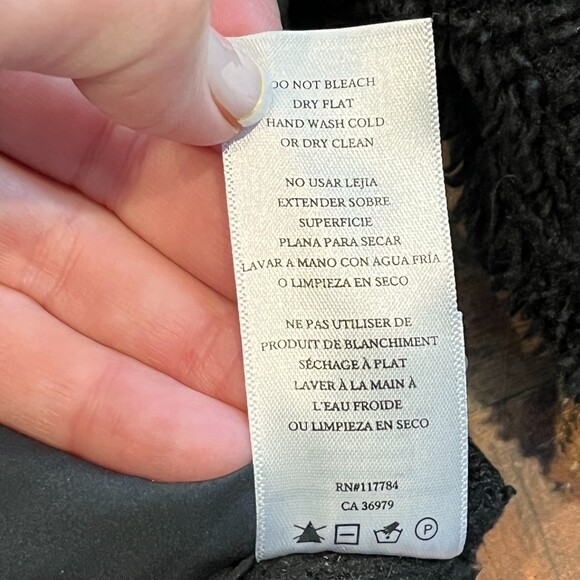 DO NOT BLEACH
DRY FLAT
HAND WASH COLD
OR DRY CLEAN
NO USAR LEJIA
EXTENDER SOBRE
SUPERFICIE
PLANA PARA SECAR
LAVAR A MANO CON AGUA FRÍA
O LIMPIEZA EN SECO
NE PAS UTILISER DE
PRODUIT DE BLANCHIMENT
SÉCHAGE À PLAT
LAVER À LA MAIN À
L'EAU FROIDE
OU LIMPIEZA EN SECO
RN#117784
CA 36979
P